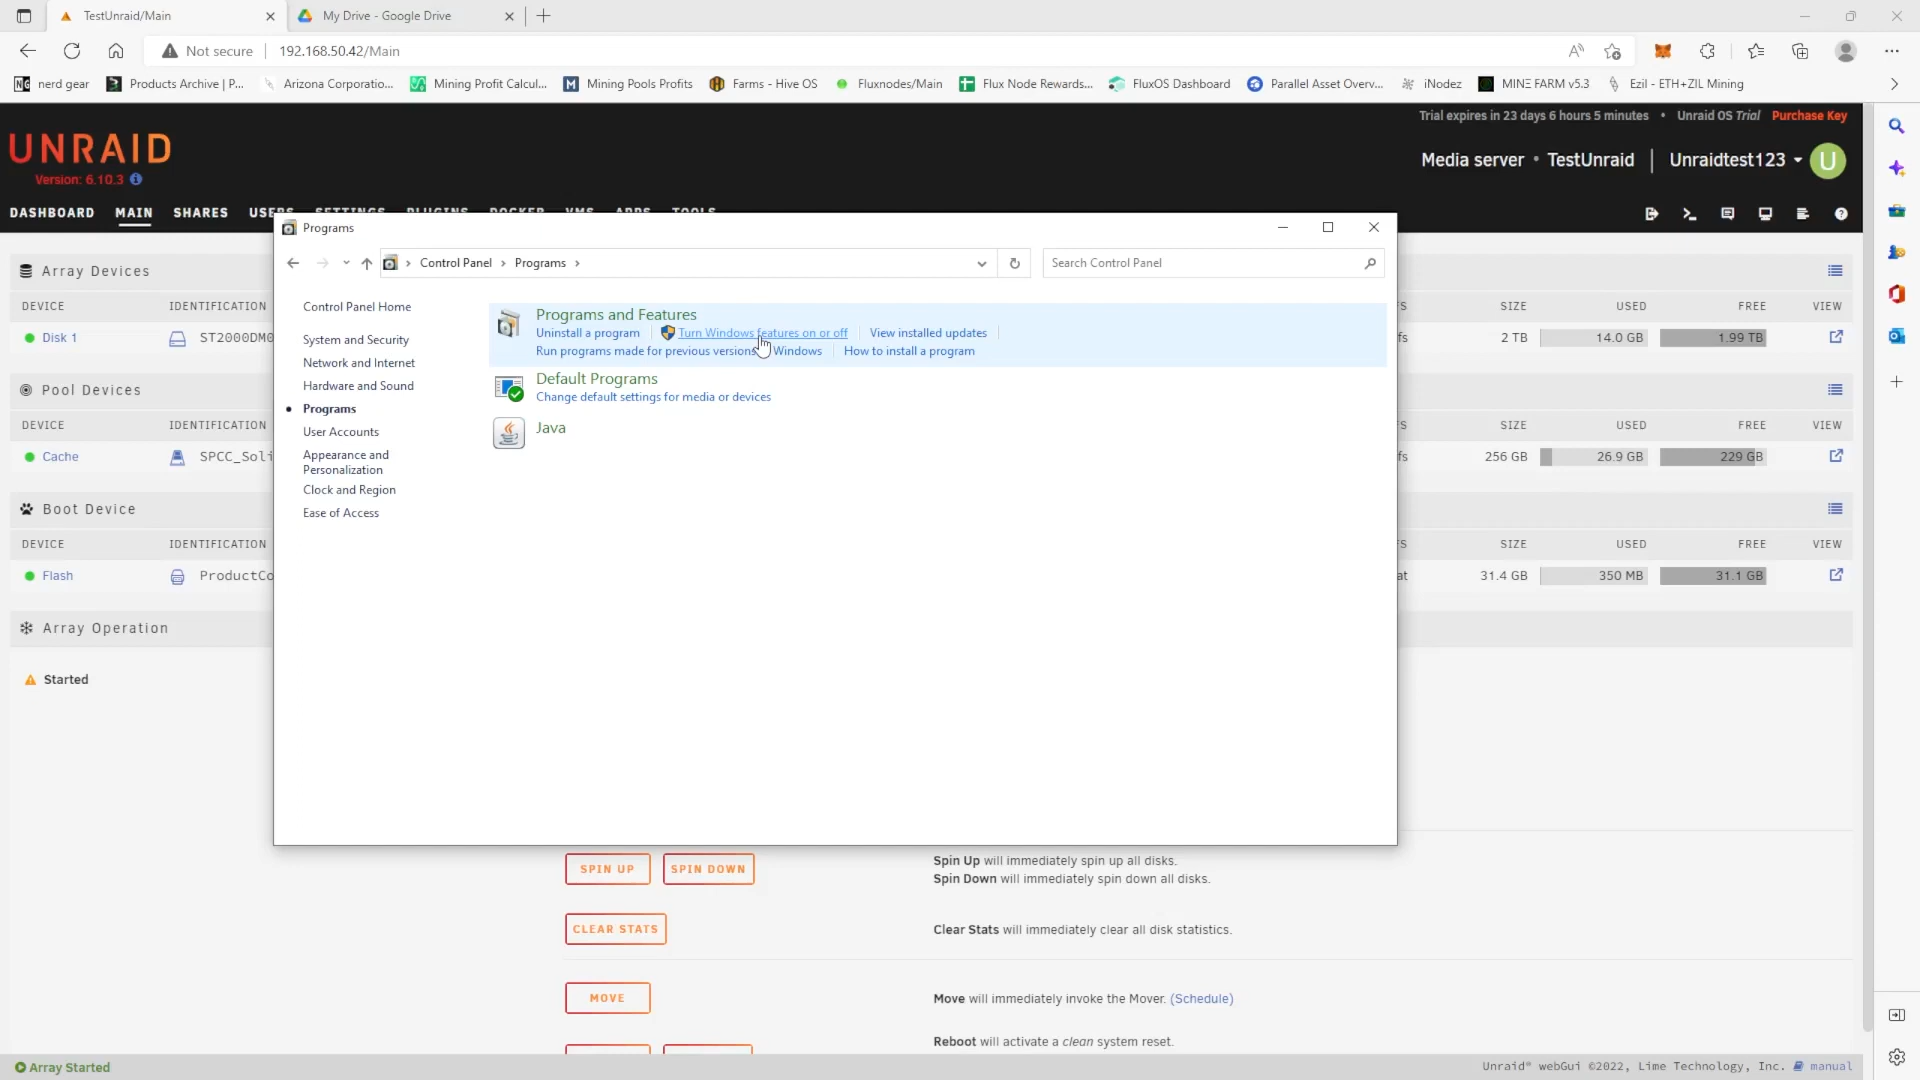 TestUnraid/Main
My Drive - Google Drive
Not secure
192.168.50.42/Main
nerd gear
Products Archive | P...
Arizona Corporatio...
Mining Profit Calcul...
Mining Pools Profits
Farms - Hive OS
Fluxnodes/Main
Flux Node Rewards...
FluxOS Dashboard
Parallel Asset Overv...
iNodez
MINE FARM v5.3
Ezil - ETH+ZIL Mining
Trial expires in 23 days 6 hours 5 minutes • Unraid OS Trial Purchase Key
UNRAID
Version: 6.10.3
Media server • TestUnraid | Unraidtest123
U
DASHBOARD MAIN SHARES USERS SETTINGS PLUGINS DOCKER VMS APPS TOOLS
Programs
Control Panel › Programs ›
Search Control Panel
Control Panel Home
System and Security
Network and Internet
Hardware and Sound
Programs
User Accounts
Appearance and
Personalization
Clock and Region
Ease of Access
Programs and Features
Uninstall a program
Turn Windows features on or off
View installed updates
Run programs made for previous versions Windows
How to install a program
Default Programs
Change default settings for media or devices
Java
Array Devices
DEVICE IDENTIFICATION SIZE USED FREE VIEW
Disk 1 ST2000DM0 fs 2 TB 14.0 GB 1.99 TB
Pool Devices
DEVICE IDENTIFICATION SIZE USED FREE VIEW
Cache SPCC_Soli fs 256 GB 26.9 GB 229 GB
Boot Device
DEVICE IDENTIFICATION SIZE USED FREE VIEW
Flash ProductCo at 31.4 GB 350 MB 31.1 GB
Array Operation
Started
SPIN UP SPIN DOWN
Spin Up will immediately spin up all disks.
Spin Down will immediately spin down all disks.
CLEAR STATS
Clear Stats will immediately clear all disk statistics.
MOVE
Move will immediately invoke the Mover. (Schedule)
Reboot will activate a clean system reset.
Array Started
Unraid® webGui ©2022, Lime Technology, Inc. manual